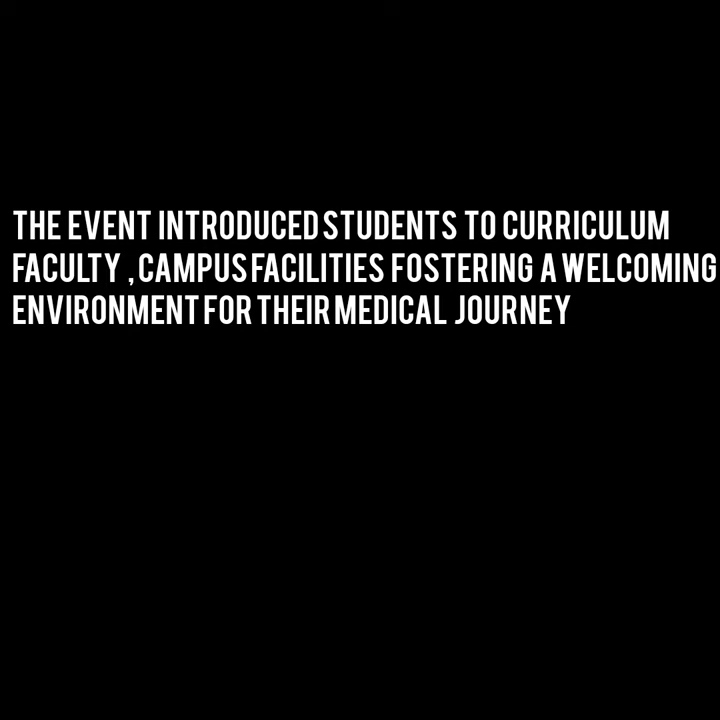 THE EVENT INTRODUCED STUDENTS TO CURRICULUM
FACULTY , CAMPUS FACILITIES FOSTERING A WELCOMING
ENVIRONMENT FOR THEIR MEDICAL JOURNEY